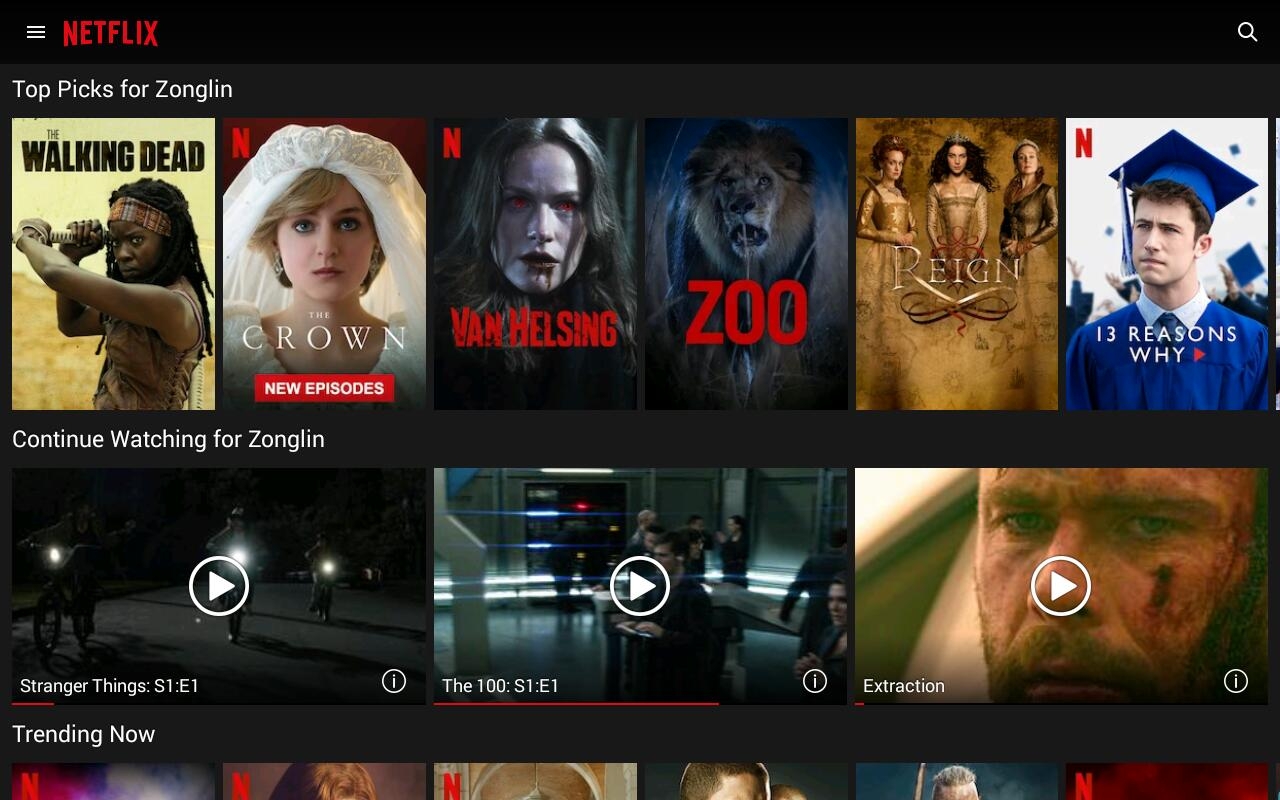 NETFLIX
Top Picks for Zonglin
THE
WALKING DEAD
N
THE
CROWN
NEW EPISODES
N
VAN HELSING
ZOO
REIGN
N
13 REASONS
WHY
Continue Watching for Zonglin
Stranger Things: S1:E1
The 100: S1:E1
Extraction
Trending Now
N
N
N
N